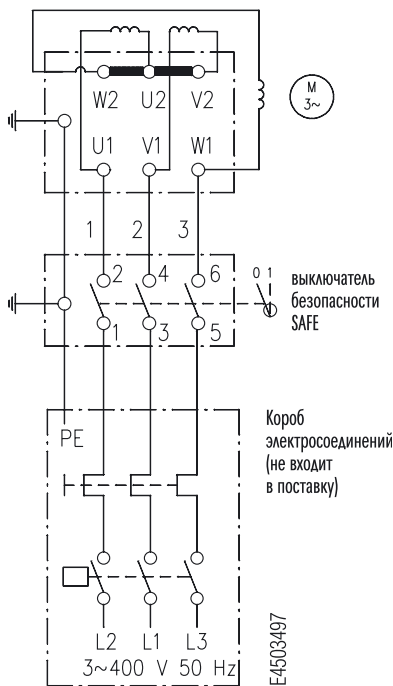 M
3~
W2 U2 V2
U1 V1 W1
1 2 3
2 4 6
0 1
выключатель
безопасности
SAFE
1 3 5
Короб
электросоединений
(не входит
в поставку)
PE
L2 L1 L3
3~400 V 50 Hz
E4503497